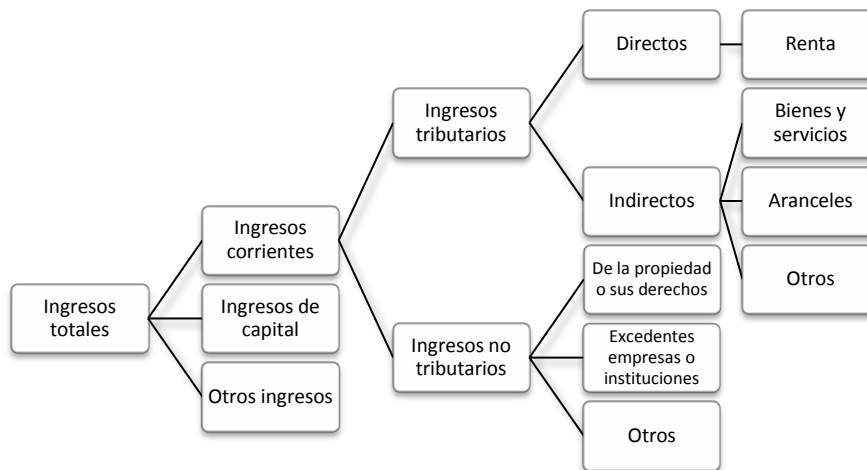 Ingresos
totales
Ingresos
corrientes
Ingresos de
capital
Otros ingresos
Ingresos
tributarios
Ingresos no
tributarios
Directos
Indirectos
De la propiedad
o sus derechos
Excedentes
empresas o
instituciones
Otros
Renta
Bienes y
servicios
Aranceles
Otros